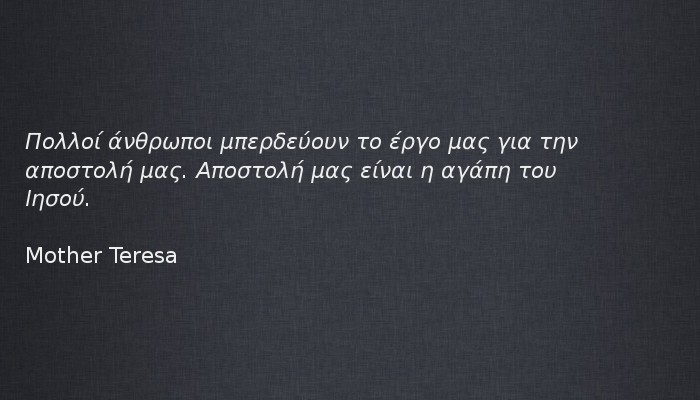 Πολλοί άνθρωποι μπερδεύουν το έργο μας για την
αποστολή μας. Αποστολή μας είναι η αγάπη του
Ιησού.
Mother Teresa